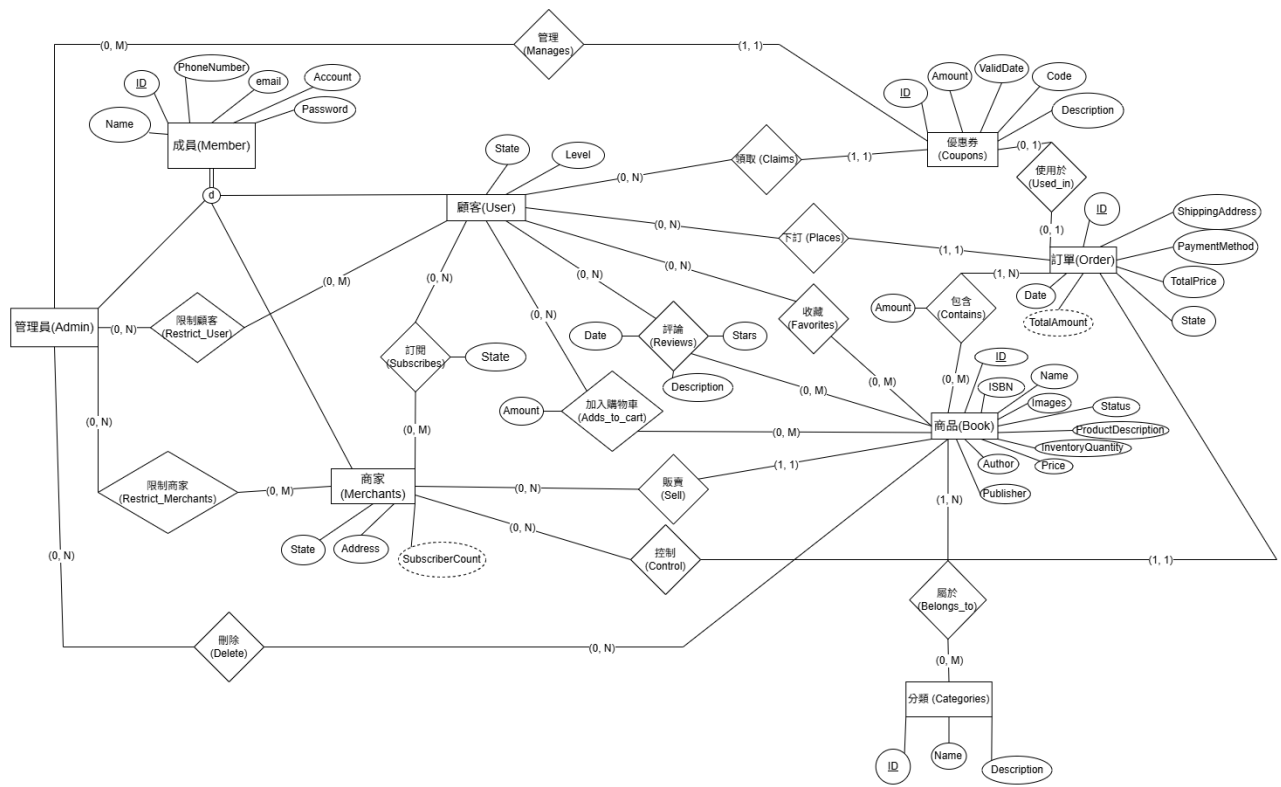 管理
(Manages)
(0, M)
(1, 1)
PhoneNumber
ID
email
Account
Password
Name
成員(Member)
d
Amount
ValidDate
Code
ID
Description
優惠券
(Coupons)
State
Level
領取 (Claims)
(0, N)
(1, 1)
(0, 1)
使用於
(Used_in)
(0, 1)
顧客(User)
(0, N)
下訂 (Places)
(1, 1)
ID
ShippingAddress
PaymentMethod
TotalPrice
State
訂單(Order)
Date
TotalAmount
管理員(Admin)
(0, N)
限制顧客
(Restrict_User)
(0, M)
(0, N)
訂閱
(Subscribes)
State
(0, M)
(0, N)
評論
(Reviews)
Date
Stars
Description
(0, M)
(0, N)
收藏
(Favorites)
(0, M)
(0, N)
加入購物車
(Adds_to_cart)
Amount
(0, M)
(1, N)
包含
(Contains)
Amount
(0, M)
ID
ISBN
Name
Images
Status
ProductDescription
InventoryQuantity
Price
Author
Publisher
商品(Book)
(0, N)
限制商家
(Restrict_Merchants)
(0, M)
商家
(Merchants)
State
Address
SubscriberCount
(0, N)
販賣
(Sell)
(1, 1)
(0, N)
控制
(Control)
(1, 1)
(0, N)
刪除
(Delete)
(0, N)
(1, N)
屬於
(Belongs_to)
(0, M)
分類 (Categories)
ID
Name
Description